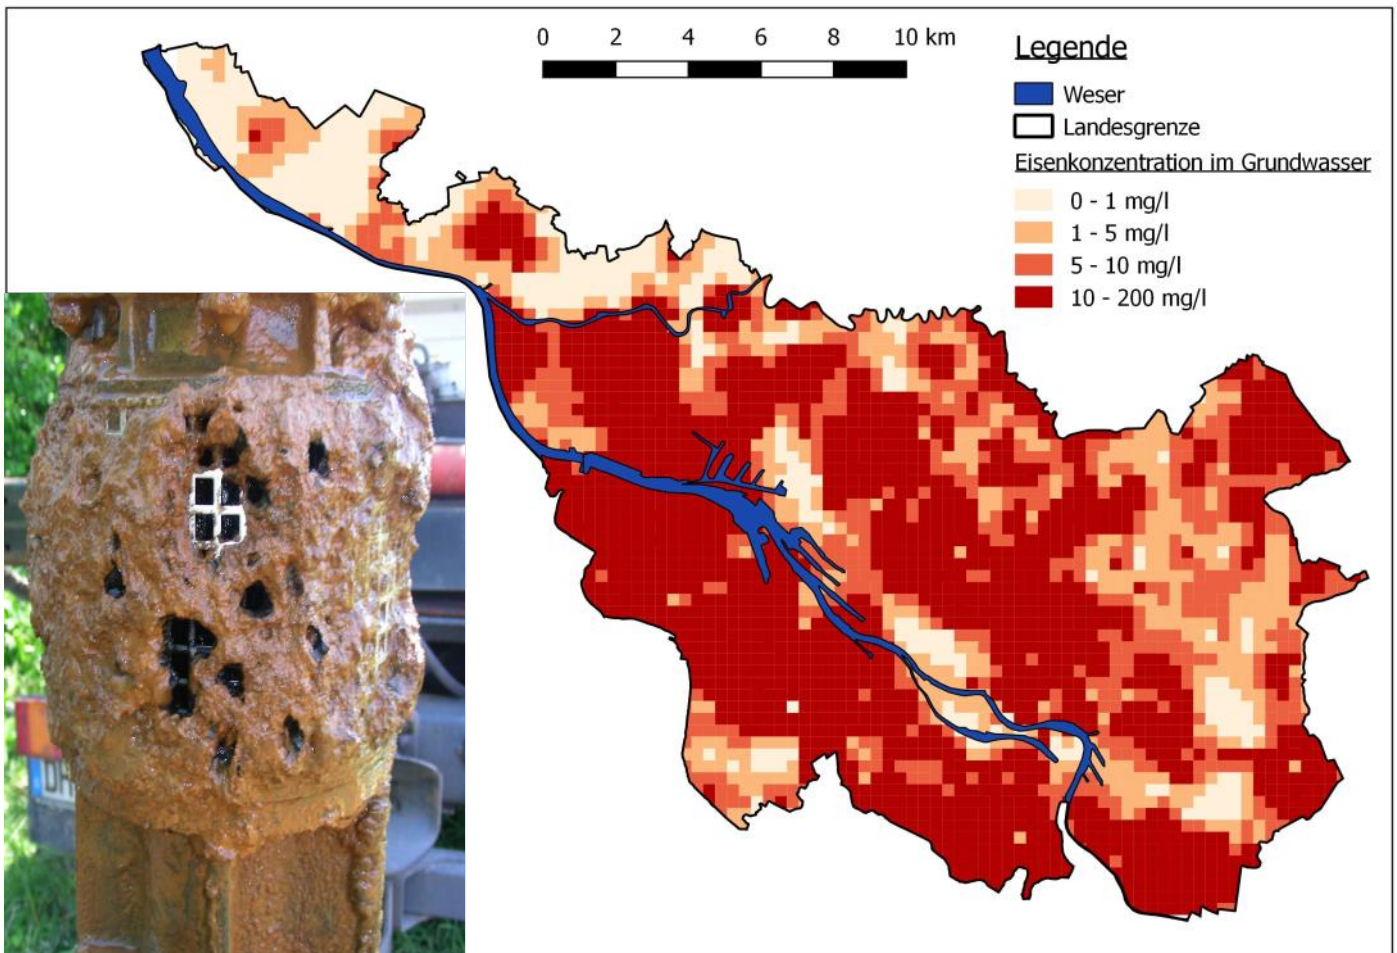 0 2 4 6 8 10 km
Legende
Weser
Landesgrenze
Eisenkonzentration im Grundwasser
0 - 1 mg/l
1 - 5 mg/l
5 - 10 mg/l
10 - 200 mg/l